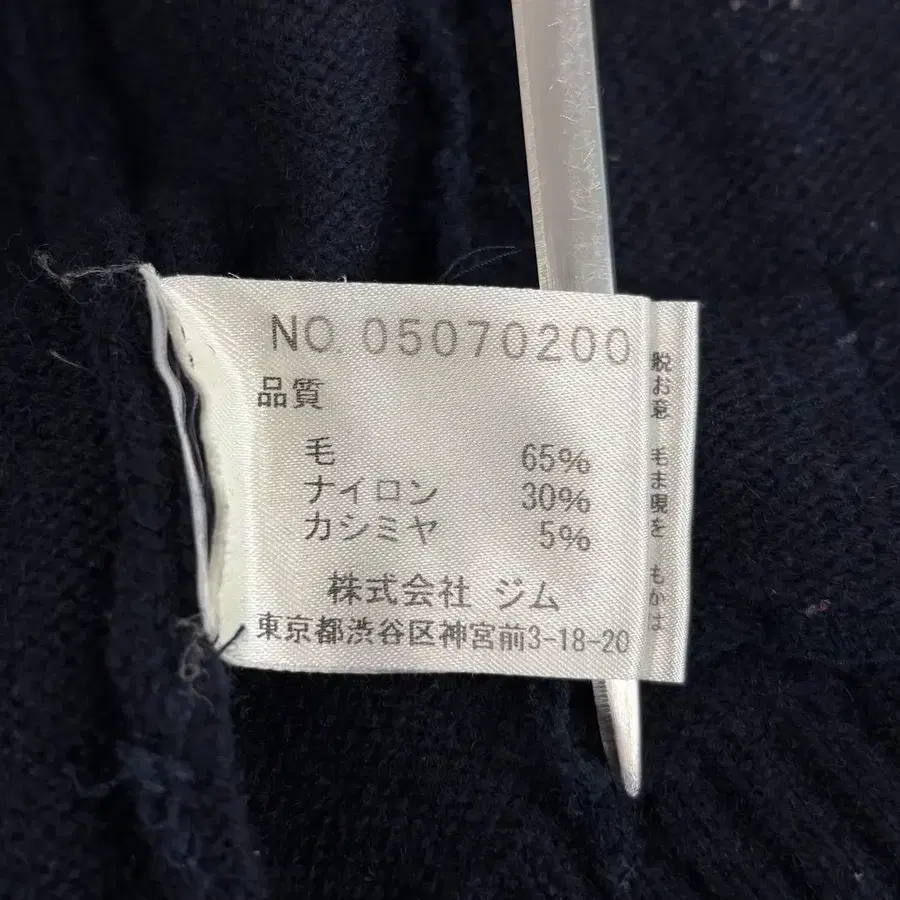 NO. 05070200
品質
毛 65%
ナイロン 30%
カシミヤ 5%
株式会社 ジム
東京都渋谷区神宮前3-18-20